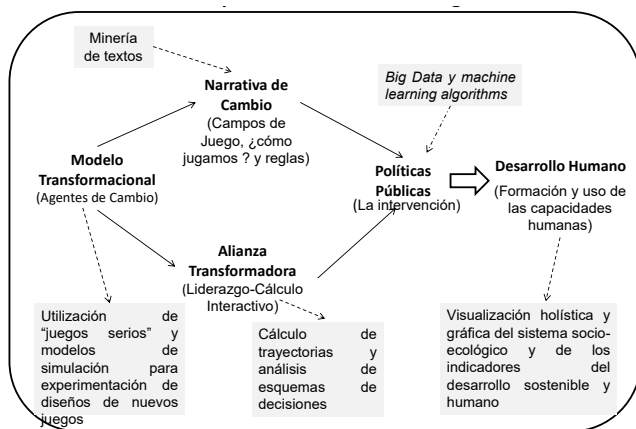 Minería
de textos
Narrativa de
Cambio
(Campos de
Juego, ¿cómo
jugamos ? y reglas)
Big Data y machine
learning algorithms
Modelo
Transformacional
(Agentes de Cambio)
Políticas
Públicas
(La intervención)
Desarrollo Humano
(Formación y uso de
las capacidades
humanas)
Alianza
Transformadora
(Liderazgo-Cálculo
Interactivo)
Utilización de
“juegos serios” y
modelos de
simulación para
experimentación de
diseños de nuevos
juegos
Cálculo de
trayectorias y
análisis de
esquemas de
decisiones
Visualización holística y
gráfica del sistema socio-
ecológico y de los
indicadores del
desarrollo sostenible y
humano